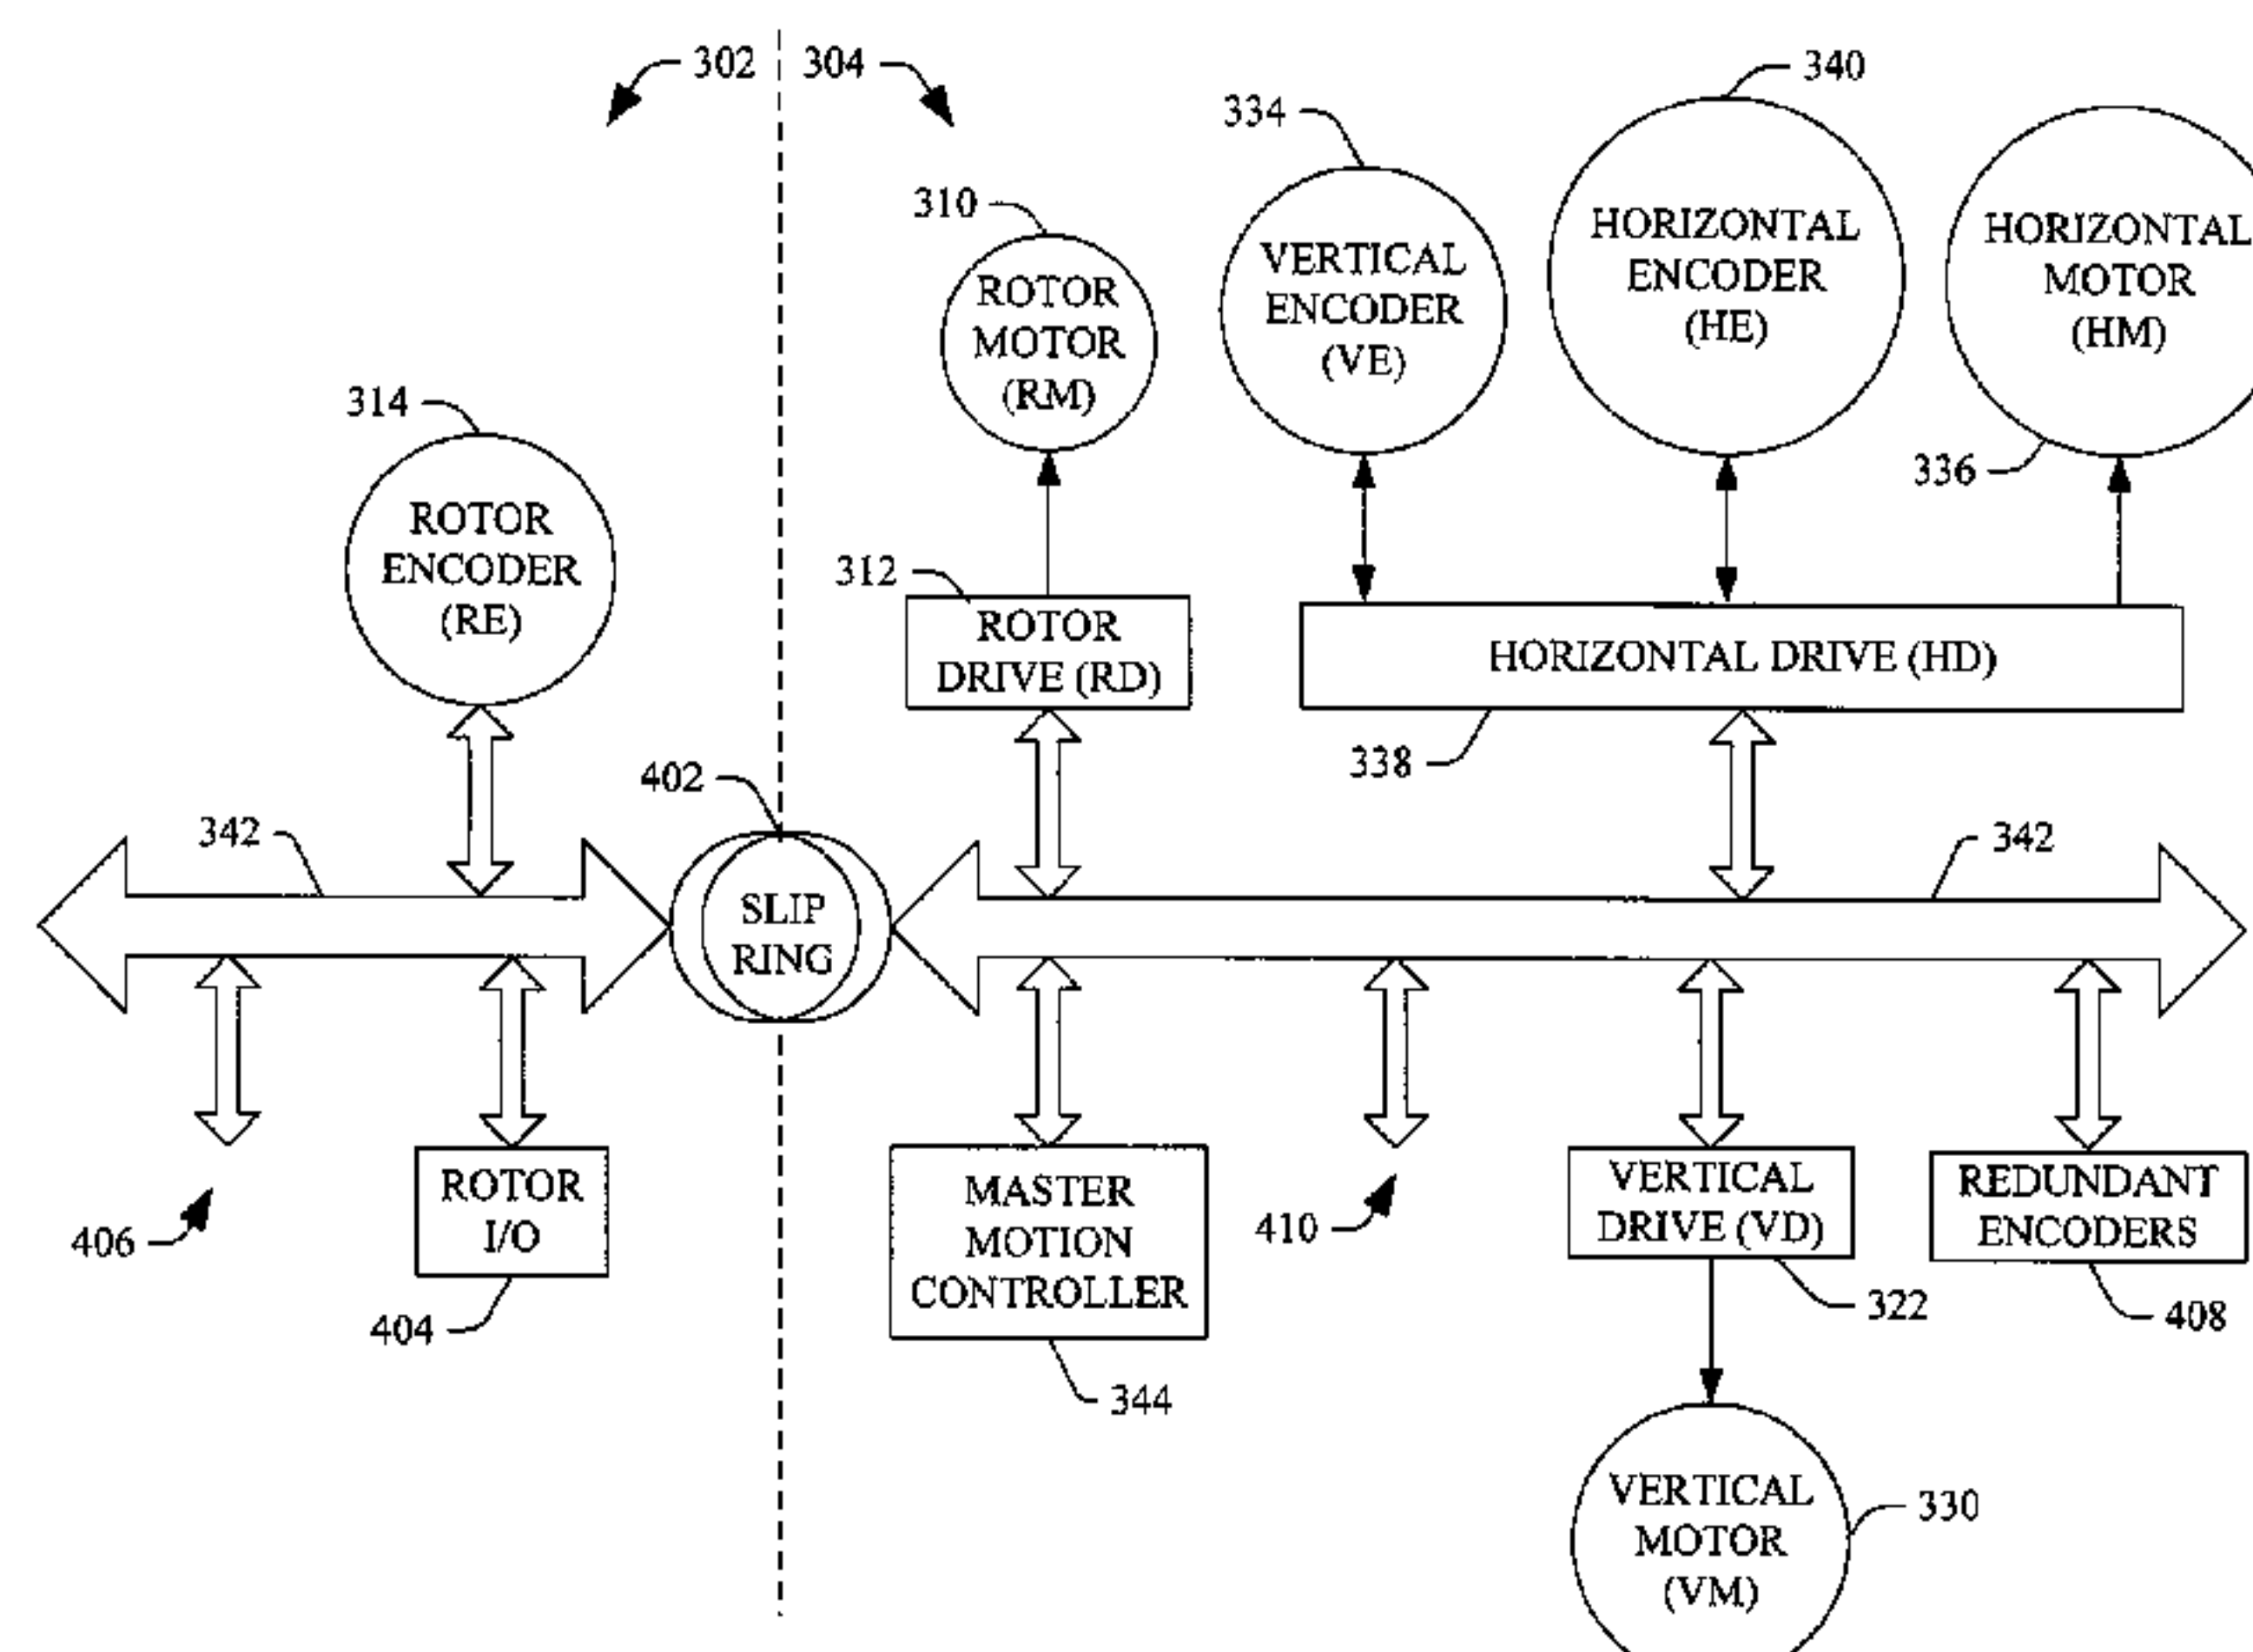 302
304
340
334
310
HORIZONTAL
ENCODER
(HE)
HORIZONTAL
MOTOR
(HM)
VERTICAL
ENCODER
(VE)
ROTOR
MOTOR
(RM)
314
336
ROTOR
ENCODER
(RE)
312
ROTOR
DRIVE (RD)
HORIZONTAL DRIVE (HD)
402
338
342
342
SLIP
RING
406
ROTOR
I/O
404
MASTER
MOTION
CONTROLLER
344
410
VERTICAL
DRIVE (VD)
322
REDUNDANT
ENCODERS
408
VERTICAL
MOTOR
(VM)
330